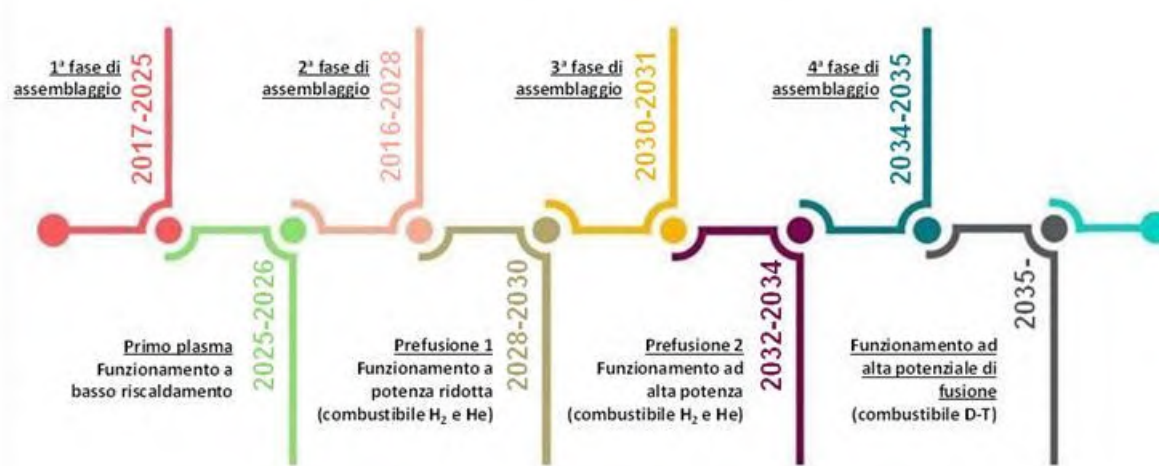 1ª fase di
assemblaggio
2017-2025
2ª fase di
assemblaggio
2016-2028
3ª fase di
assemblaggio
2030-2031
4ª fase di
assemblaggio
2034-2035
Primo plasma
Funzionamento a
basso riscaldamento
2025-2026
Prefusione 1
Funzionamento a
potenza ridotta
(combustibile H₂ e He)
2028-2030
Prefusione 2
Funzionamento ad
alta potenza
(combustibile H₂ e He)
2032-2034
Funzionamento ad
alta potenziale di
fusione
(combustibile D-T)
2035-